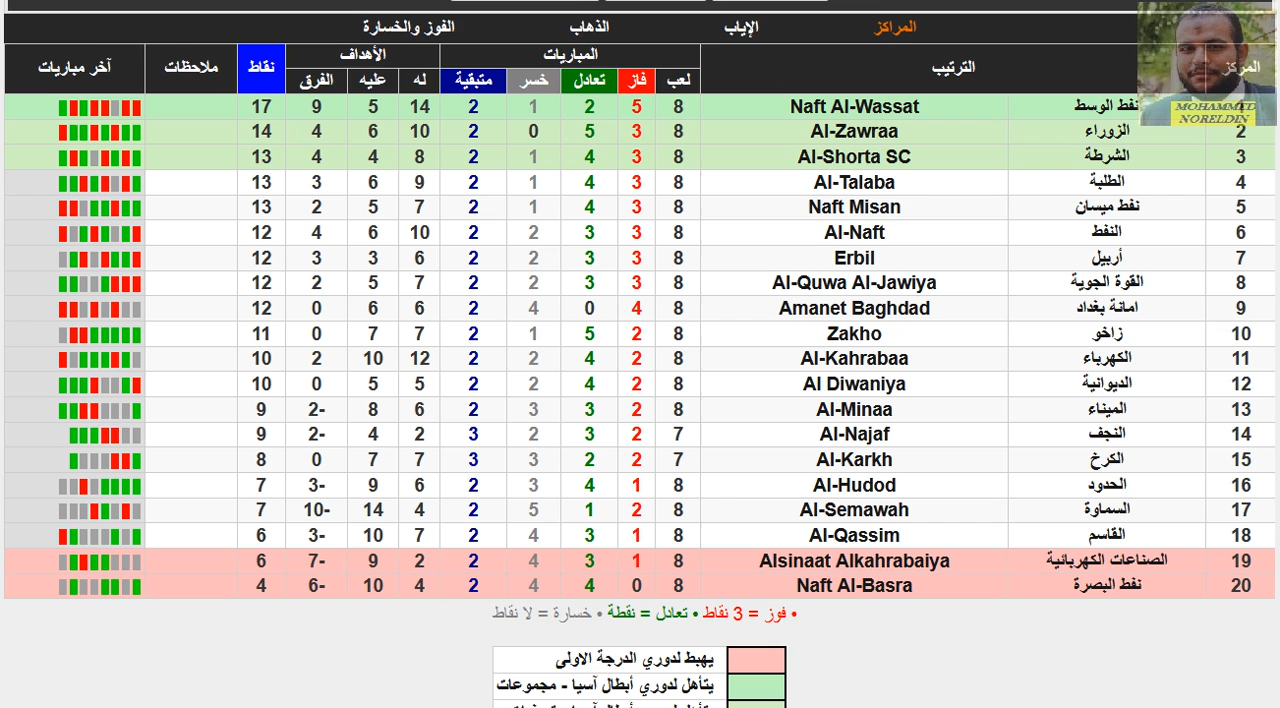 المراكز الإياب الذهاب الفوز والخسارة
المركز الترتيب المباريات الأهداف نقاط ملاحظات آخر مباريات
لعب فاز تعادل خسر متبقية له عليه الفرق
MOHAMMED
NORELDIN
نفط الوسط Naft Al-Wassat 8 5 2 1 2 14 5 9 17
2 الزوراء Al-Zawraa 8 3 5 0 2 10 6 4 14
3 الشرطة Al-Shorta SC 8 3 4 1 2 8 4 4 13
4 الطلبة Al-Talaba 8 3 4 1 2 9 6 3 13
5 نفط ميسان Naft Misan 8 3 4 1 2 7 5 2 13
6 النفط Al-Naft 8 3 3 2 2 10 6 4 12
7 أربيل Erbil 8 3 3 2 2 6 3 3 12
8 القوة الجوية Al-Quwa Al-Jawiya 8 3 3 2 2 7 5 2 12
9 امانة بغداد Amanet Baghdad 8 4 0 4 2 6 6 0 12
10 زاخو Zakho 8 2 5 1 2 7 7 0 11
11 الكهرباء Al-Kahrabaa 8 2 4 2 2 12 10 2 10
12 الديوانية Al Diwaniya 8 2 4 2 2 5 5 0 10
13 الميناء Al-Minaa 8 2 3 3 2 6 8 2- 9
14 النجف Al-Najaf 7 2 3 2 3 2 4 2- 9
15 الكرخ Al-Karkh 7 2 2 3 3 7 7 0 8
16 الحدود Al-Hudod 8 1 4 3 2 6 9 3- 7
17 السماوة Al-Semawah 8 2 1 5 2 4 14 10- 7
18 القاسم Al-Qassim 8 1 3 4 2 7 10 3- 6
19 الصناعات الكهربائية Alsinaat Alkahrabaiya 8 1 3 4 2 2 9 7- 6
20 نفط البصرة Naft Al-Basra 8 0 4 4 2 4 10 6- 4
• فوز = 3 نقاط • تعادل = نقطة • خسارة = لا نقاط
يهبط لدوري الدرجة الاولى
يتأهل لدوري أبطال آسيا - مجموعات